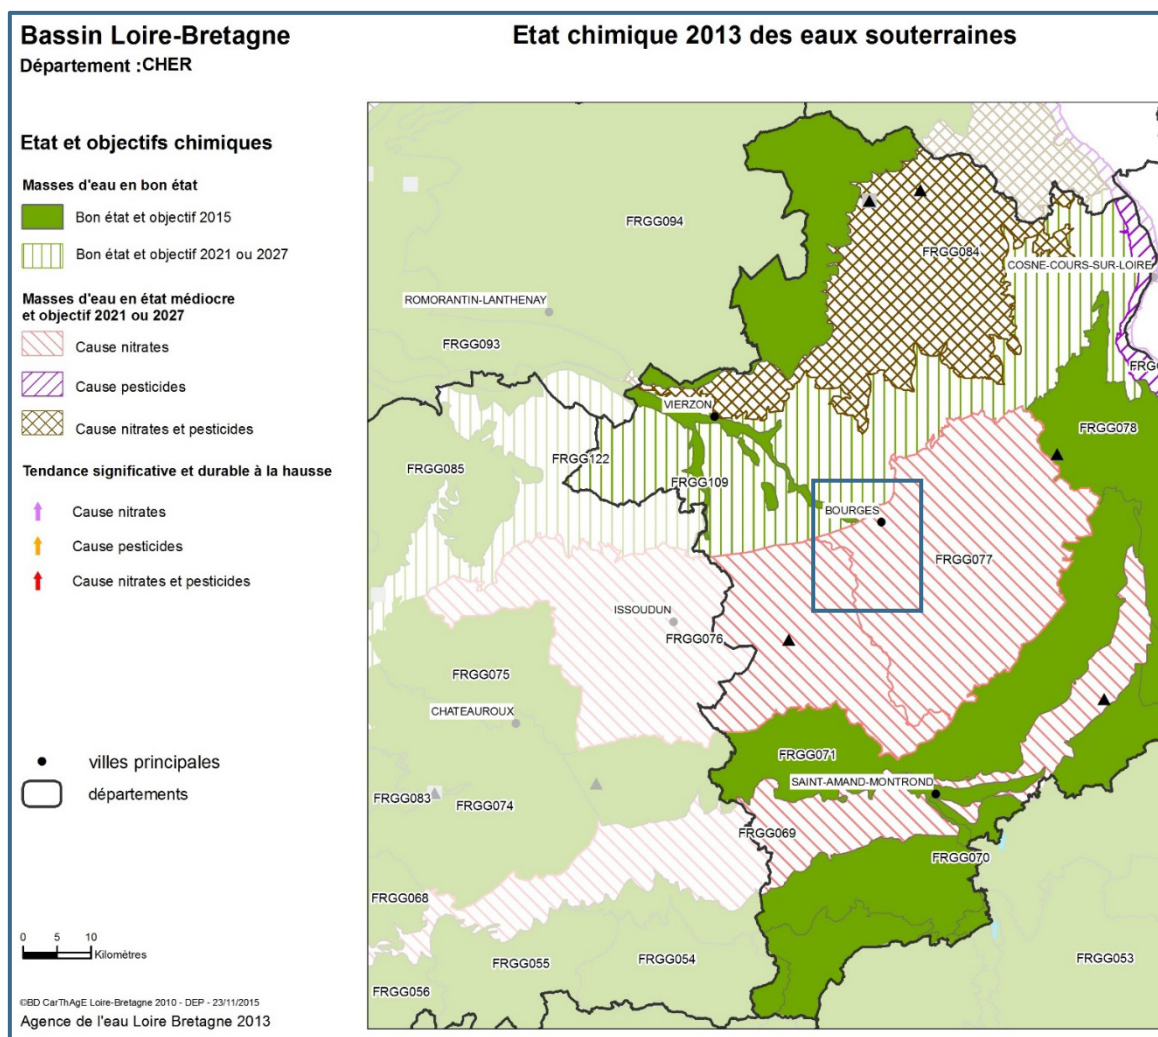 Bassin Loire-Bretagne
Département :CHER
Etat chimique 2013 des eaux souterraines
Etat et objectifs chimiques
Masses d'eau en bon état
Bon état et objectif 2015
Bon état et objectif 2021 ou 2027
Masses d'eau en état médiocre
et objectif 2021 ou 2027
Cause nitrates
Cause pesticides
Cause nitrates et pesticides
Tendance significative et durable à la hausse
Cause nitrates
Cause pesticides
Cause nitrates et pesticides
villes principales
départements
0 5 10
Kilomètres
©BD CarThAgE Loire-Bretagne 2010 - DEP - 23/11/2015
Agence de l'eau Loire Bretagne 2013
FRGG094
FRGG084
COSNE-COURS-SUR-LOIRE
ROMORANTIN-LANTHENAY
FRGG093
VIERZON
FRGG078
FRGG085
FRGG122
FRGG109
BOURGES
FRGG077
ISSOUDUN
FRGG076
FRGG075
CHATEAUROUX
FRGG071
SAINT-AMAND-MONTROND
FRGG083
FRGG074
FRGG069
FRGG070
FRGG068
FRGG055
FRGG054
FRGG053
FRGG056